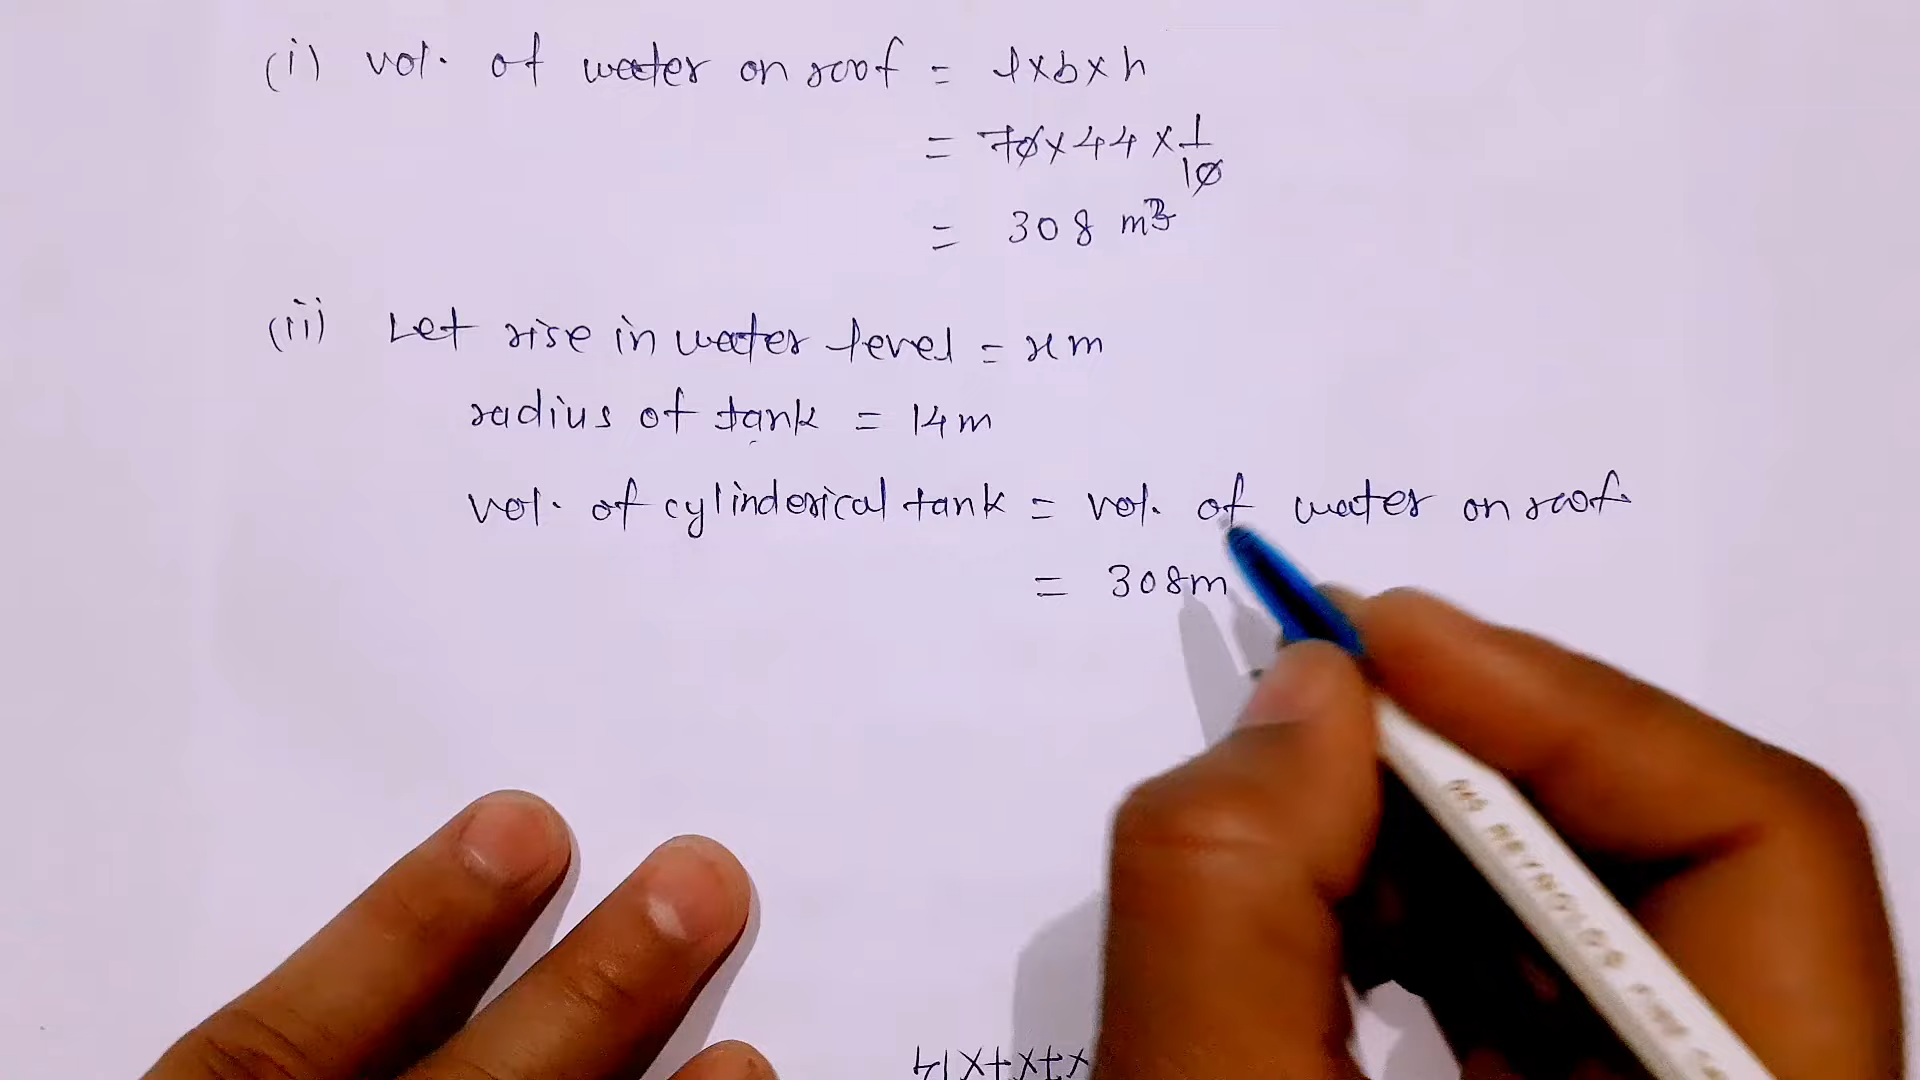 (i) vol. of water on roof = l×b×h
= 70×44×1/10
= 308 m³
(ii) Let rise in water level = x m
radius of tank = 14 m
vol. of cylinderical tank = vol. of water on roof.
= 308m
REYNOLDS